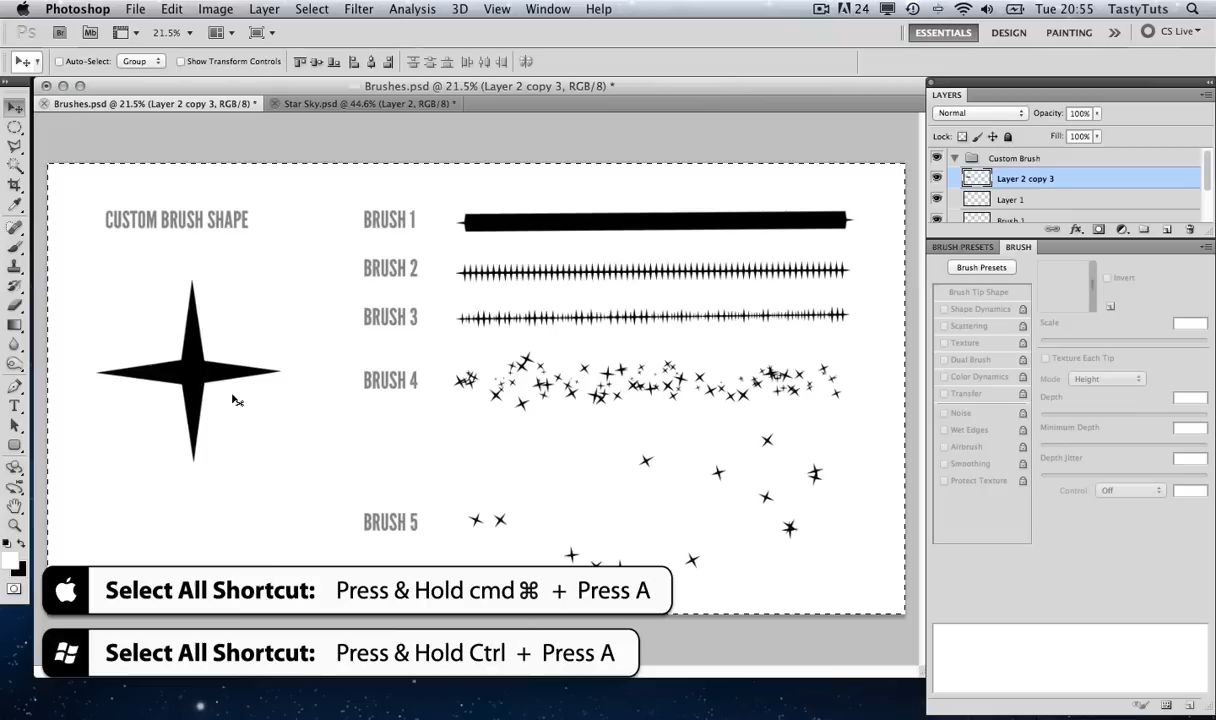 Photoshop File Edit Image Layer Select Filter Analysis 3D View Window Help 24 Tue 20:55 TastyTuts
Ps Br Mb 21.5% ESSENTIALS DESIGN PAINTING >> CS Live
Auto-Select: Group Show Transform Controls
Brushes.psd @ 21.5% (Layer 2 copy 3, RGB/8) *
Brushes.psd @ 21.5% (Layer 2 copy 3, RGB/8) * Star Sky.psd @ 44.6% (Layer 2, RGB/8) *
LAYERS
Normal Opacity: 100%
Lock: Fill: 100%
Custom Brush
Layer 2 copy 3
Layer 1
Brush 1
BRUSH PRESETS BRUSH
Brush Presets
Brush Tip Shape
Shape Dynamics
Scattering
Texture
Dual Brush
Color Dynamics
Transfer
Noise
Wet Edges
Airbrush
Smoothing
Protect Texture
Invert
Scale
Texture Each Tip
Mode Height
Depth
Minimum Depth
Depth Jitter
Control: Off
CUSTOM BRUSH SHAPE
BRUSH 1
BRUSH 2
BRUSH 3
BRUSH 4
BRUSH 5
Select All Shortcut: Press & Hold cmd ⌘ + Press A
Select All Shortcut: Press & Hold Ctrl + Press A